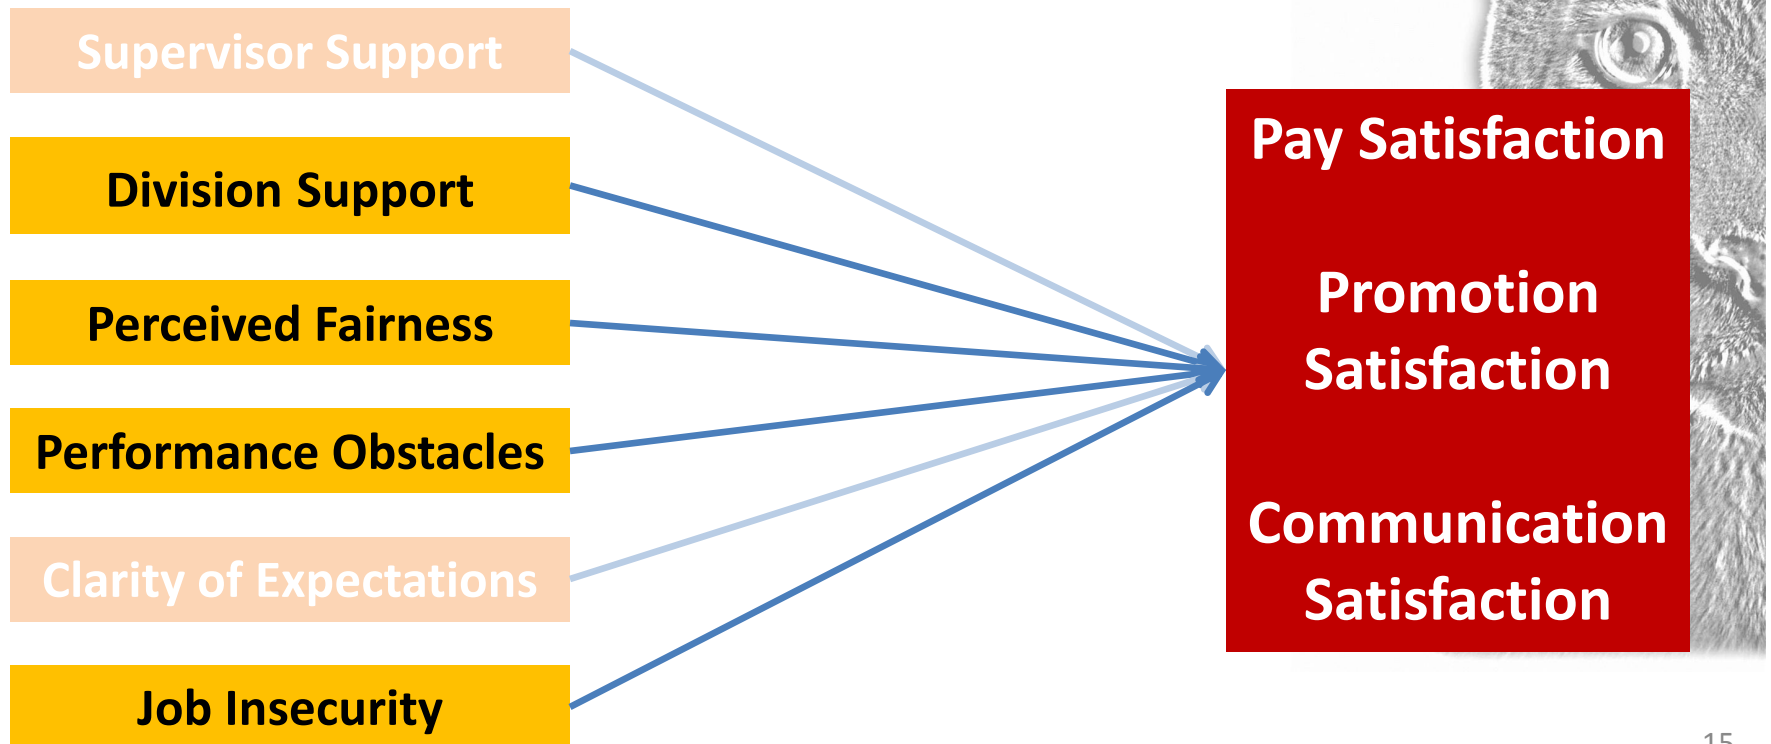 Supervisor Support
Division Support
Perceived Fairness
Performance Obstacles
Clarity of Expectations
Job Insecurity
Pay Satisfaction
Promotion
Satisfaction
Communication
Satisfaction
15